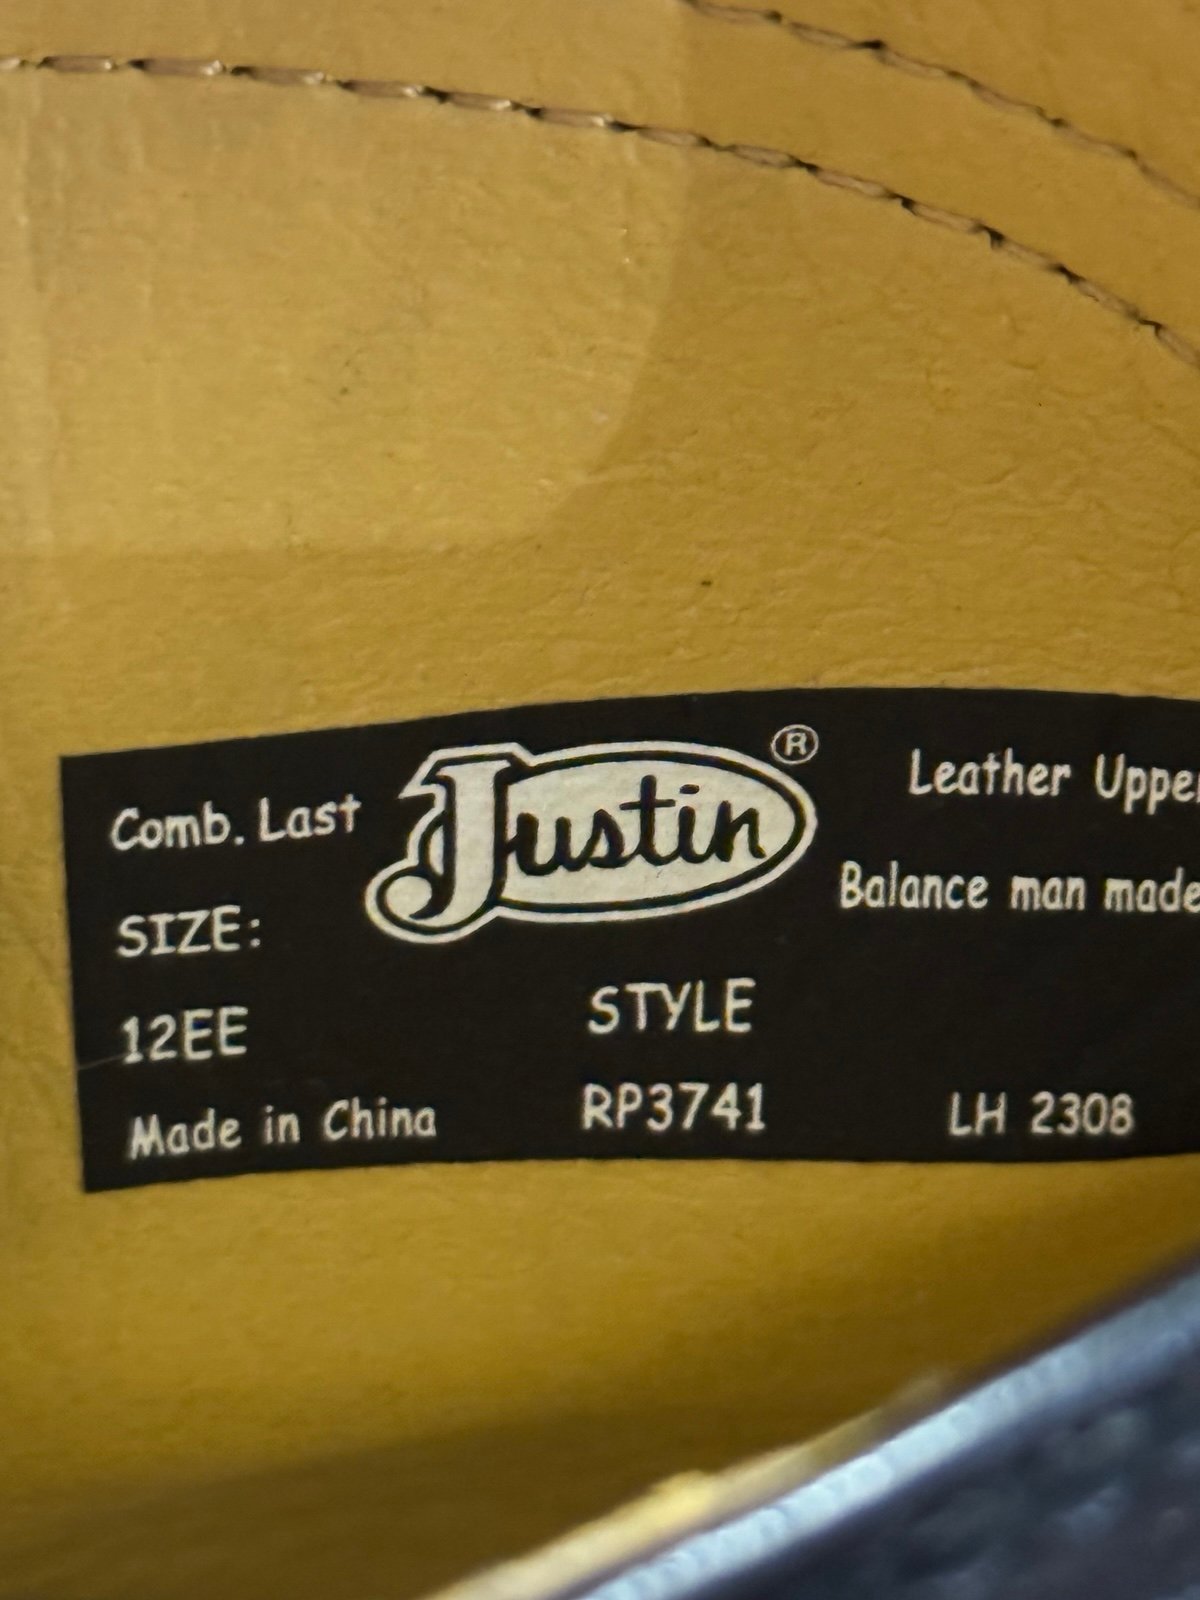 Comb. Last
Justin®
Leather Upper
Balance man made
SIZE:
12EE
STYLE
Made in China
RP3741
LH 2308